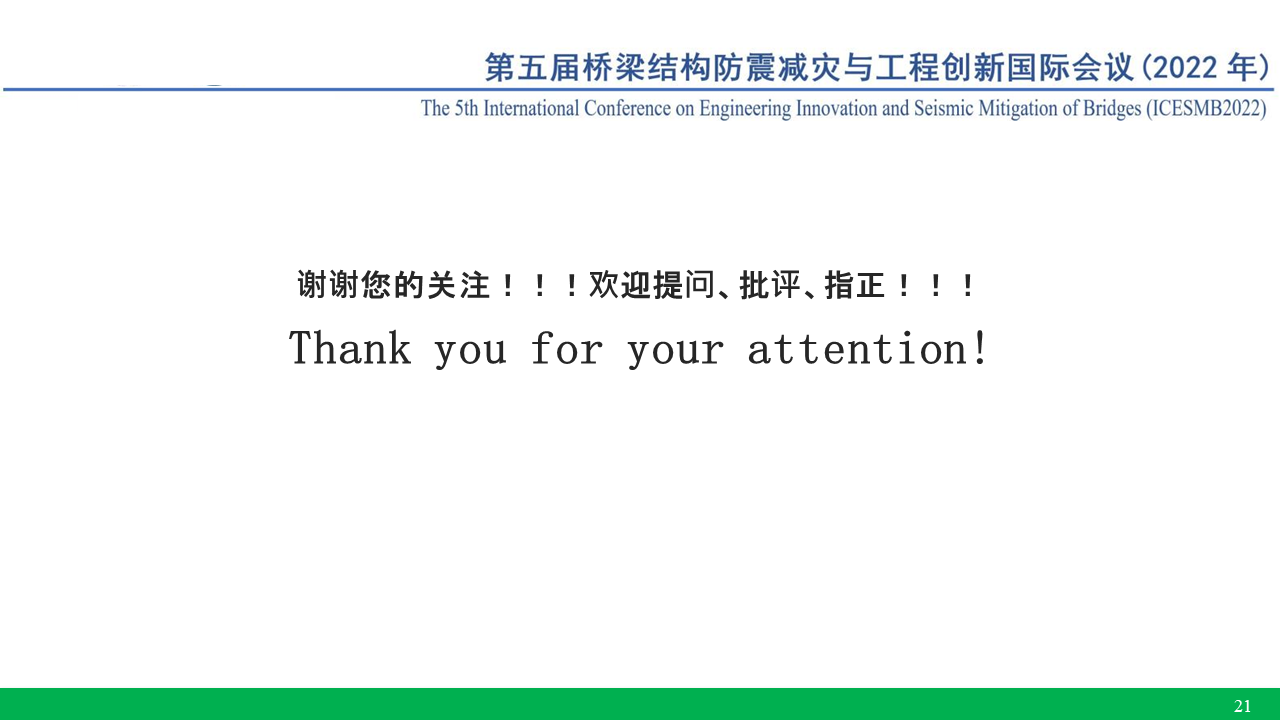 第五届桥梁结构防震减灾与工程创新国际会议(2022 年)
The 5th International Conference on Engineering Innovation and Seismic Mitigation of Bridges (ICESMB2022)
谢谢您的关注！！！欢迎提问、批评、指正！！！
Thank you for your attention!
21